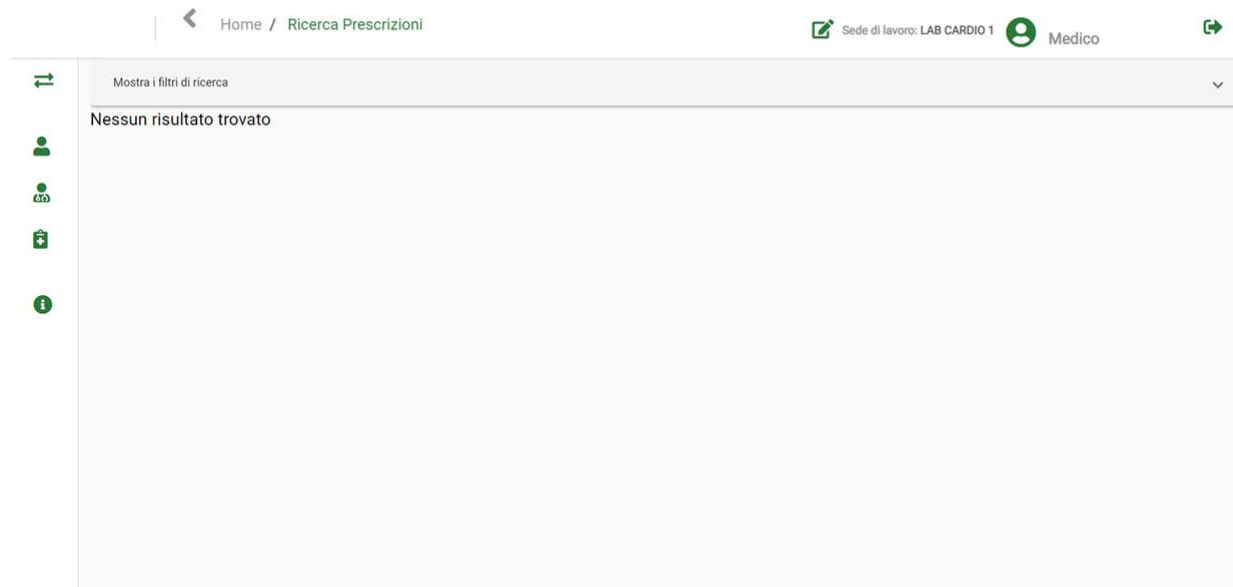 Home / Ricerca Prescrizioni
Sede di lavoro: LAB CARDIO 1
Medico
Mostra i filtri di ricerca
Nessun risultato trovato